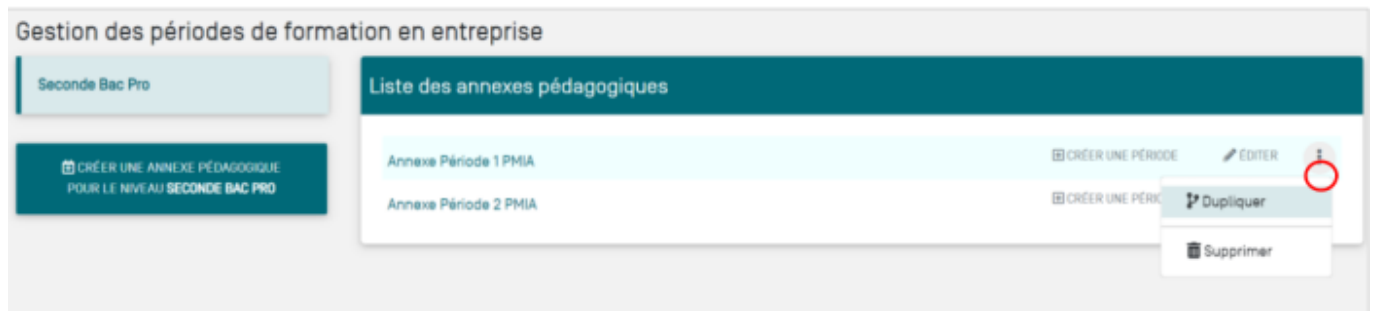 Gestion des périodes de formation en entreprise
Seconde Bac Pro
Liste des annexes pédagogiques
CRÉER UNE ANNEXE PÉDAGOGIQUE
POUR LE NIVEAU SECONDE BAC PRO
Annexe Période 1 PMIA
CRÉER UNE PÉRIODE
ÉDITER
Annexe Période 2 PMIA
CRÉER UNE PÉRIO
Dupliquer
Supprimer